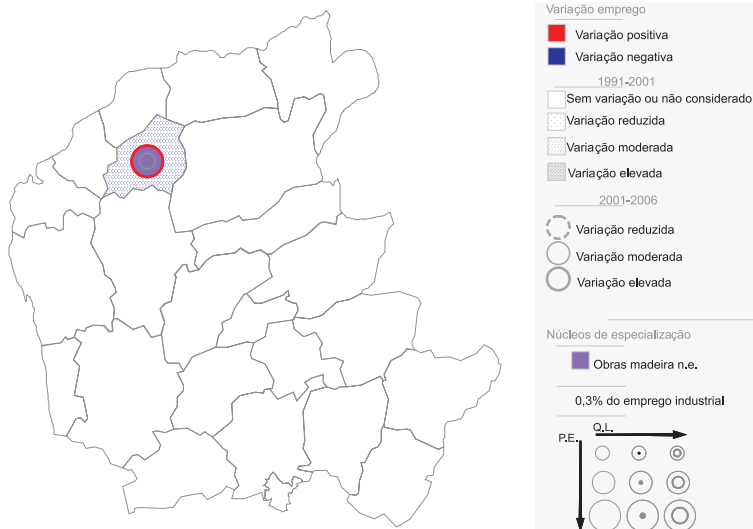 Variação emprego
Variação positiva
Variação negativa
1991-2001
Sem variação ou não considerado
Variação reduzida
Variação moderada
Variação elevada
2001-2006
Variação reduzida
Variação moderada
Variação elevada
Núcleos de especialização
Obras madeira n.e.
0,3% do emprego industrial
Q.L.
P.E.